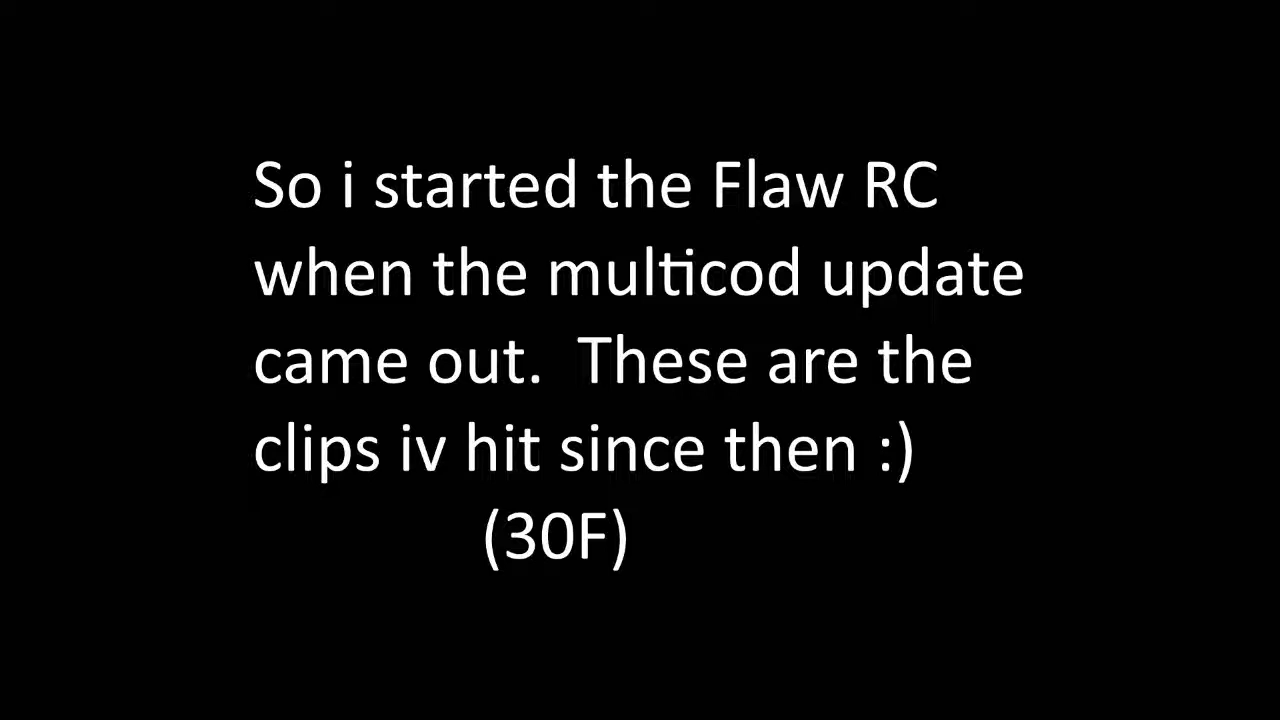 So i started the Flaw RC
when the multicod update
came out.  These are the
clips iv hit since then :)
(30F)